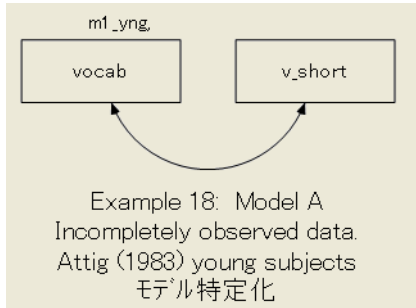 m1_yng,
vocab
v_short
Example 18: Model A
Incompletely observed data.
Attig (1983) young subjects
モデル特定化